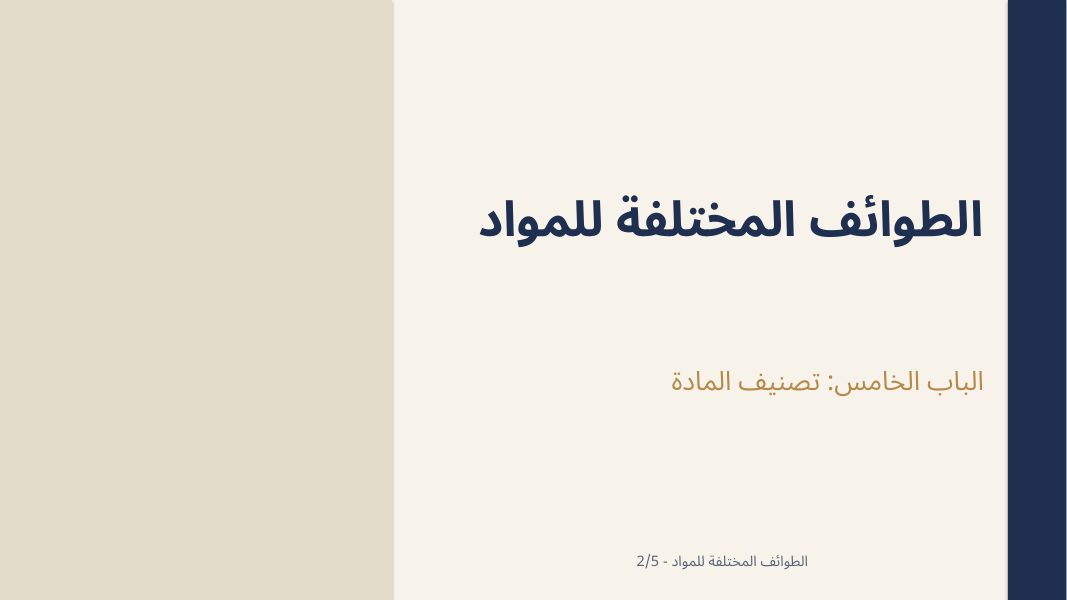 الطوائف المختلفة للمواد
الباب الخامس: تصنيف المادة
الطوائف المختلفة للمواد - 2/5